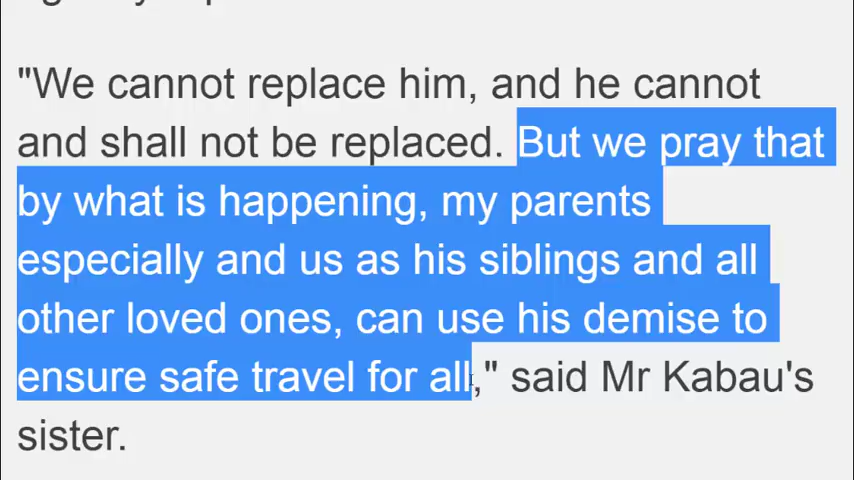 "We cannot replace him, and he cannot
and shall not be replaced. But we pray that
by what is happening, my parents
especially and us as his siblings and all
other loved ones, can use his demise to
ensure safe travel for all," said Mr Kabau's
sister.